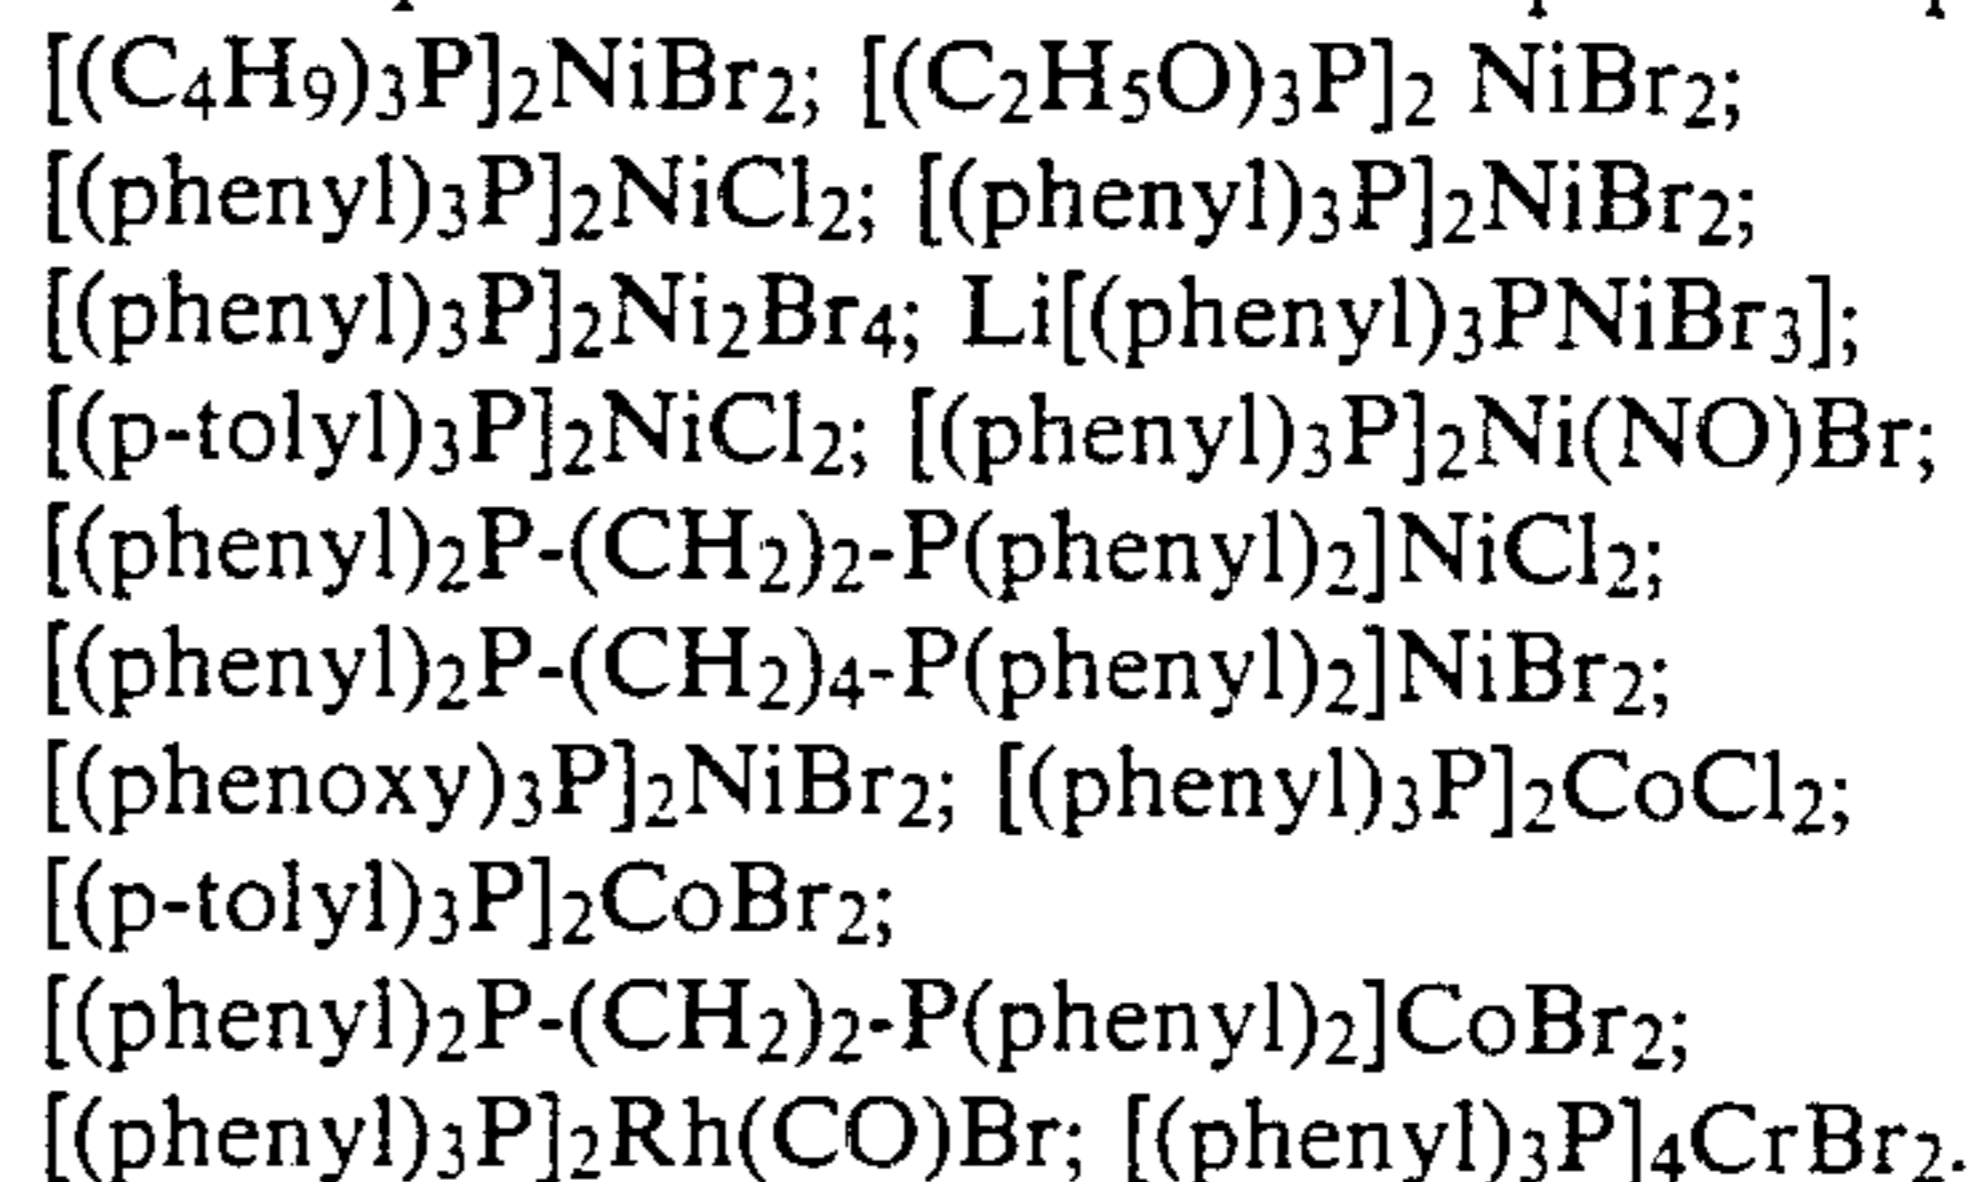 [(C₄H₉)₃P]₂NiBr₂; [(C₂H₅O)₃P]₂ NiBr₂;
[(phenyl)₃P]₂NiCl₂; [(phenyl)₃P]₂NiBr₂;
[(phenyl)₃P]₂Ni₂Br₄; Li[(phenyl)₃PNiBr₃];
[(p-tolyl)₃P]₂NiCl₂; [(phenyl)₃P]₂Ni(NO)Br;
[(phenyl)₂P-(CH₂)₂-P(phenyl)₂]NiCl₂;
[(phenyl)₂P-(CH₂)₄-P(phenyl)₂]NiBr₂;
[(phenoxy)₃P]₂NiBr₂; [(phenyl)₃P]₂CoCl₂;
[(p-tolyl)₃P]₂CoBr₂;
[(phenyl)₂P-(CH₂)₂-P(phenyl)₂]CoBr₂;
[(phenyl)₃P]₂Rh(CO)Br; [(phenyl)₃P]₄CrBr₂.